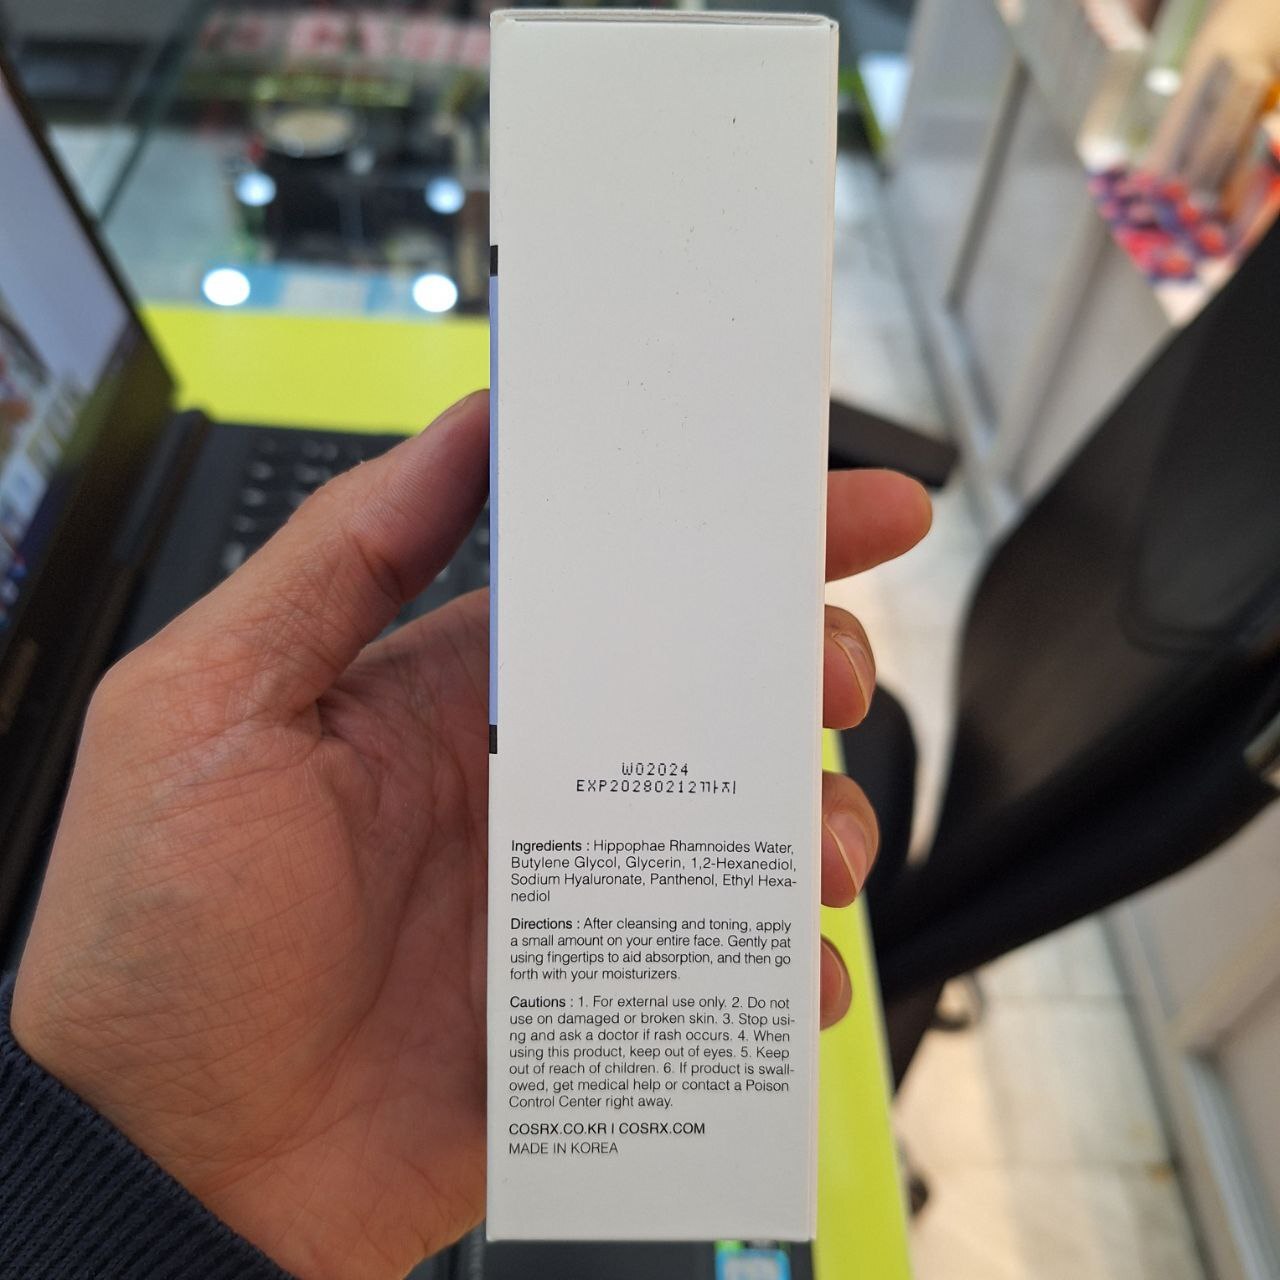 W02024
EXP20280212까지
Ingredients : Hippophae Rhamnoides Water,
Butylene Glycol, Glycerin, 1,2-Hexanediol,
Sodium Hyaluronate, Panthenol, Ethyl Hexa-
nediol
Directions : After cleansing and toning, apply
a small amount on your entire face. Gently pat
using fingertips to aid absorption, and then go
forth with your moisturizers.
Cautions : 1. For external use only. 2. Do not
use on damaged or broken skin. 3. Stop usi-
ng and ask a doctor if rash occurs. 4. When
using this product, keep out of eyes. 5. Keep
out of reach of children. 6. If product is swall-
owed, get medical help or contact a Poison
Control Center right away.
COSRX.CO.KR I COSRX.COM
MADE IN KOREA